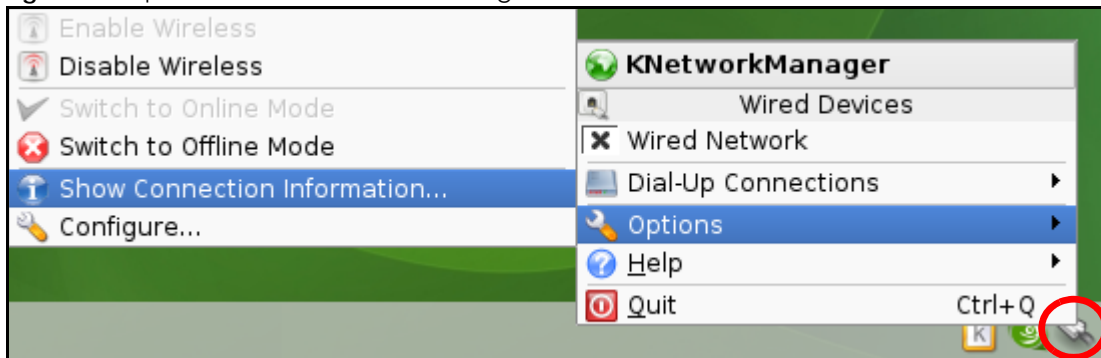 Enable Wireless
Disable Wireless
Switch to Online Mode
Switch to Offline Mode
Show Connection Information...
Configure...
KNetworkManager
Wired Devices
Wired Network
Dial-Up Connections
Options
Help
Quit Ctrl+Q
K